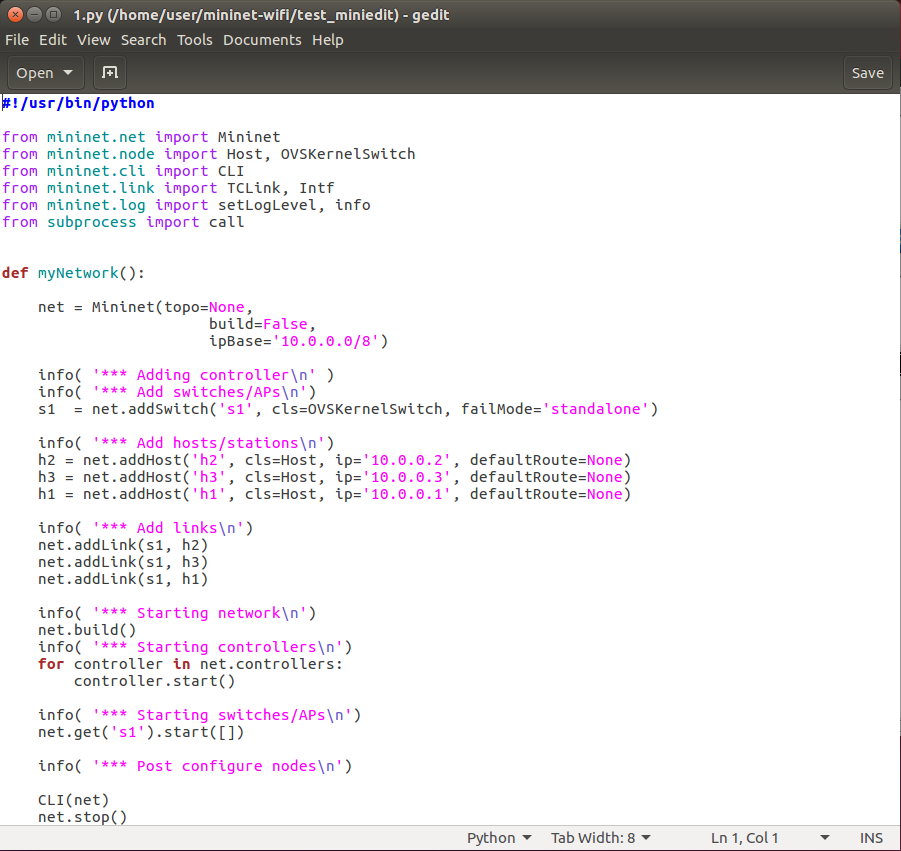 1.py (/home/user/mininet-wifi/test_miniedit) - gedit
File Edit View Search Tools Documents Help
Open Save
#!/usr/bin/python
from mininet.net import Mininet
from mininet.node import Host, OVSKernelSwitch
from mininet.cli import CLI
from mininet.link import TCLink, Intf
from mininet.log import setLogLevel, info
from subprocess import call
def myNetwork():
    net = Mininet(topo=None,
                       build=False,
                       ipBase='10.0.0.0/8')
    info( '*** Adding controller\n' )
    info( '*** Add switches/APs\n')
    s1  = net.addSwitch('s1', cls=OVSKernelSwitch, failMode='standalone')
    info( '*** Add hosts/stations\n')
    h2 = net.addHost('h2', cls=Host, ip='10.0.0.2', defaultRoute=None)
    h3 = net.addHost('h3', cls=Host, ip='10.0.0.3', defaultRoute=None)
    h1 = net.addHost('h1', cls=Host, ip='10.0.0.1', defaultRoute=None)
    info( '*** Add links\n')
    net.addLink(s1, h2)
    net.addLink(s1, h3)
    net.addLink(s1, h1)
    info( '*** Starting network\n')
    net.build()
    info( '*** Starting controllers\n')
    for controller in net.controllers:
        controller.start()
    info( '*** Starting switches/APs\n')
    net.get('s1').start([])
    info( '*** Post configure nodes\n')
    CLI(net)
    net.stop()
Python Tab Width: 8 Ln 1, Col 1 INS